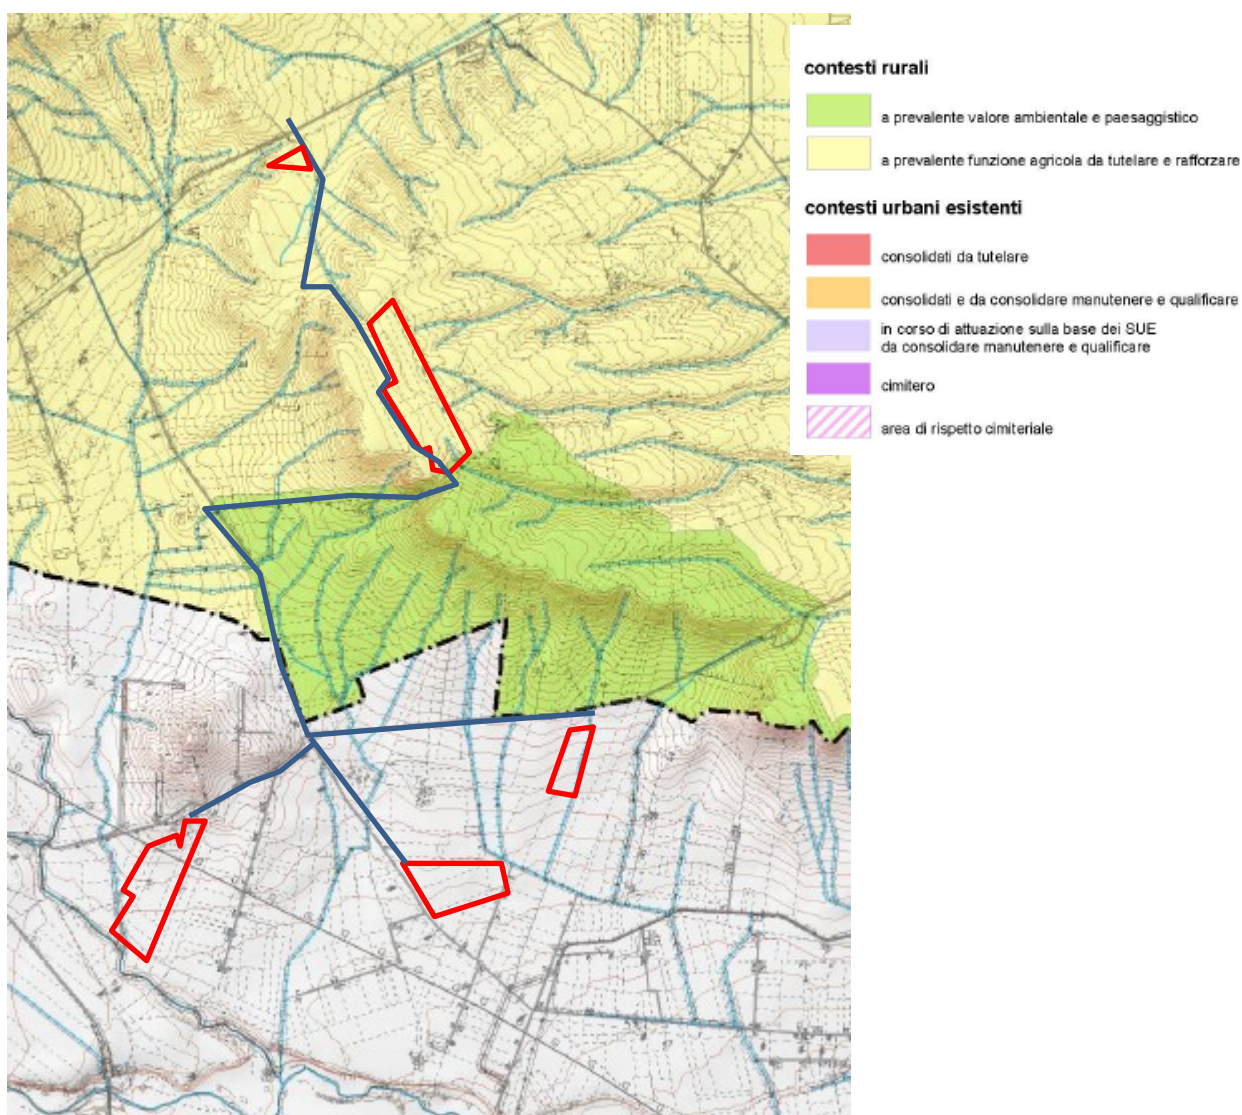 contesti rurali
a prevalente valore ambientale e paesaggistico
a prevalente funzione agricola da tutelare e rafforzare
contesti urbani esistenti
consolidati da tutelare
consolidati e da consolidare manutenere e qualificare
in corso di attuazione sulla base dei SUE
da consolidare manutenere e qualificare
cimitero
area di rispetto cimiteriale